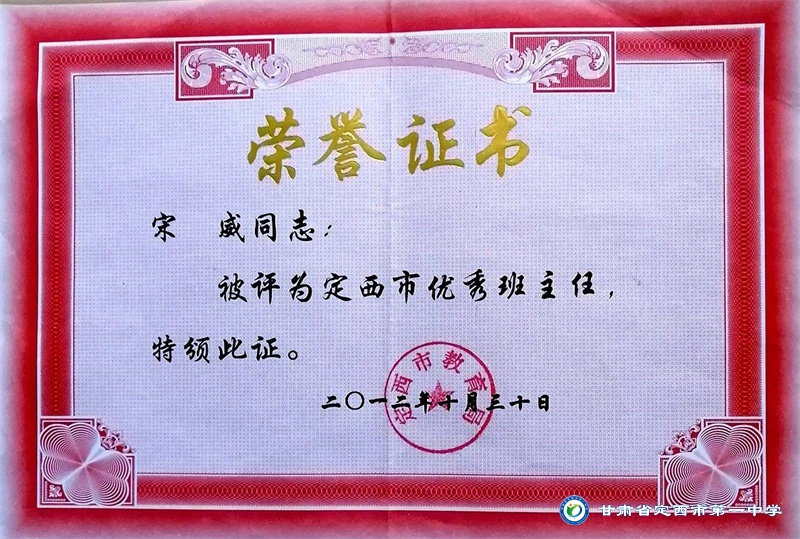 荣誉证书
宋 威同志：
被评为定西市优秀班主任，
特颁此证。
定西市教育局
二〇一二年十月三十日
甘肃省定西市第一中学